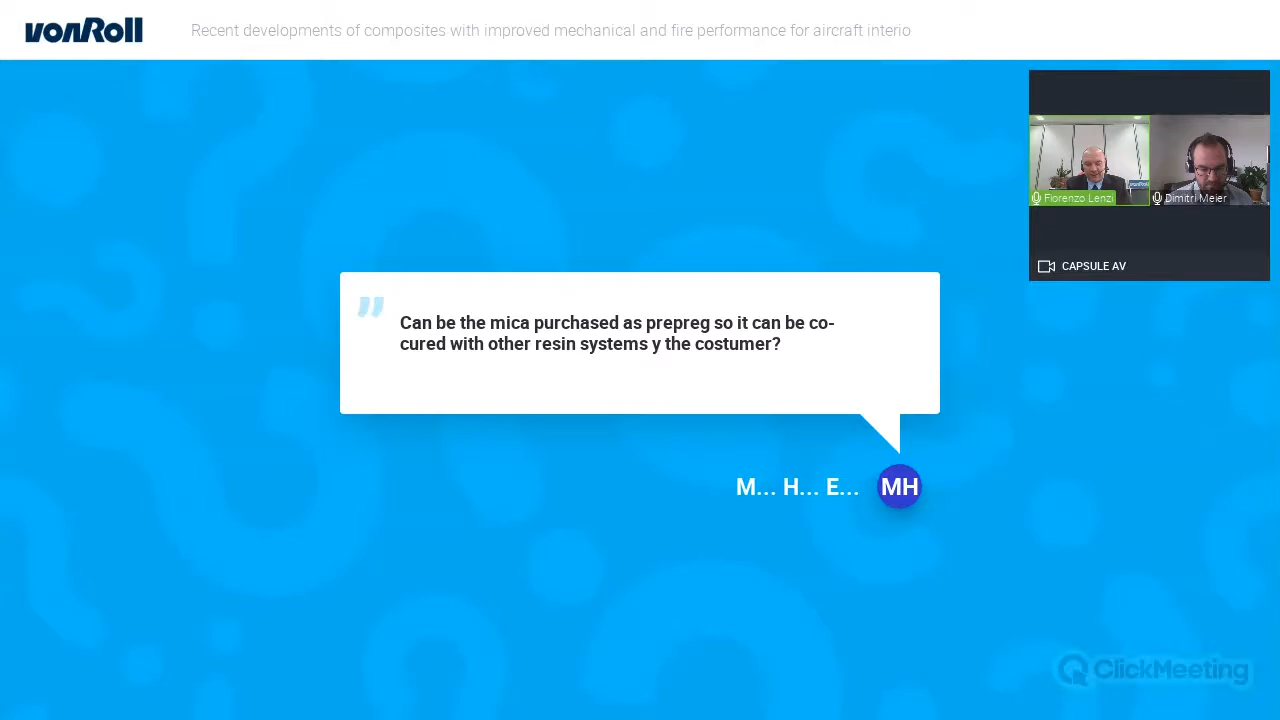 vonRoll
Recent developments of composites with improved mechanical and fire performance for aircraft interio
Fiorenzo Lenzi
Dimitri Meier
CAPSULE AV
Can be the mica purchased as prepreg so it can be co-
cured with other resin systems y the costumer?
M... H... E...
MH
ClickMeeting